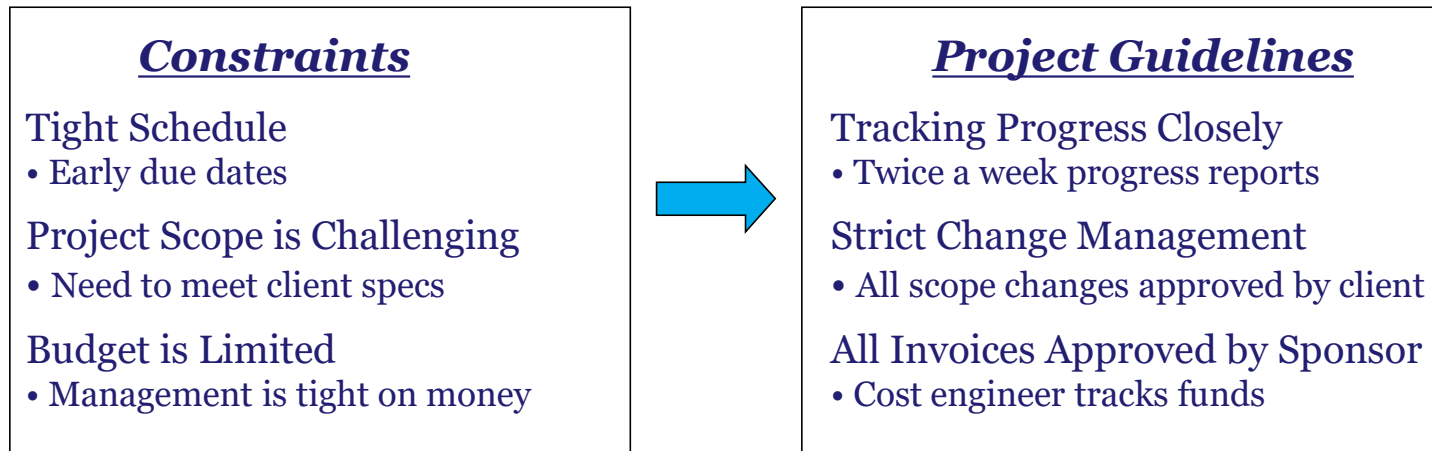 Constraints
Tight Schedule
• Early due dates
Project Scope is Challenging
• Need to meet client specs
Budget is Limited
• Management is tight on money
Project Guidelines
Tracking Progress Closely
• Twice a week progress reports
Strict Change Management
• All scope changes approved by client
All Invoices Approved by Sponsor
• Cost engineer tracks funds